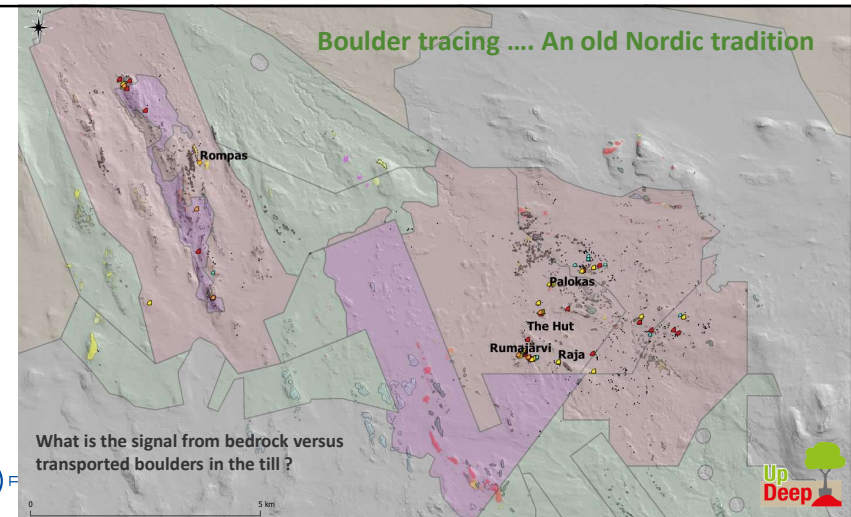 N
Boulder tracing .... An old Nordic tradition
Rompas
Palokas
The Hut
Rumajärvi
Raja
What is the signal from bedrock versus
transported boulders in the till ?
Up
Deep
0
5 km